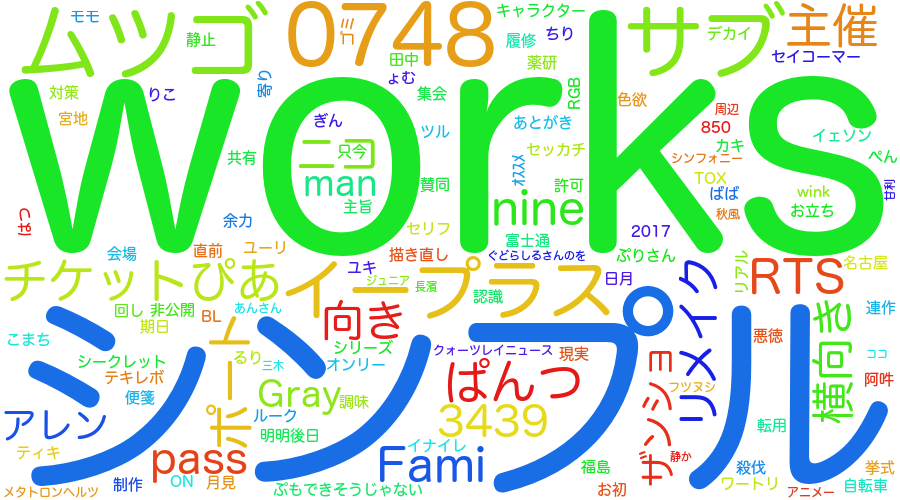 ムツゴ
モモ
静止
0748
ミコ
キャラクター
履修
ちり
サブ
デカイ
主催
セイコーマー
対策
りこ
宮地
寄り
田中
ょむ
薬研
集会
RGB
色欲
周辺
850
works
ぎん
ツル
あとがき
カキ
イェソン
共有
ニコ
只今
セッカチ
オススメ
シンフォニー
ぺん
man
賛同
許可
TOX
ばば
wink
甘利
主旨
nine
お立ち
秋風
余力
セリフ
2017
会場
直前
ユーリ
描き直し
富士通
ぐどらしるさんのを
ぷりさん
チケットぴあ
イープラス
ユキ
ジュニア
長濱
認識
日月
リメイク
リアル
RTS
名古屋
回し
非公開
BL
あんさん
期日
向き
連作
こまち
シンプル
ポーム
るり
シリーズ
オンリー
クォーツレイニュース
現実
悪徳
横向き
ココ
シークレット
テキレボ
三木
ぱんつ
ザンンショ
フツヌシ
阿吽
便箋
Gray
調味
アレン
ルーク
3439
転用
明明後日
ティキ
pass
Fami
イナイレ
静か
福島
殺伐
挙式
メタトロンヘルツ
制作
ON
月見
ぷもできそうじゃない
お初
ワートリ
アニメー
自転車